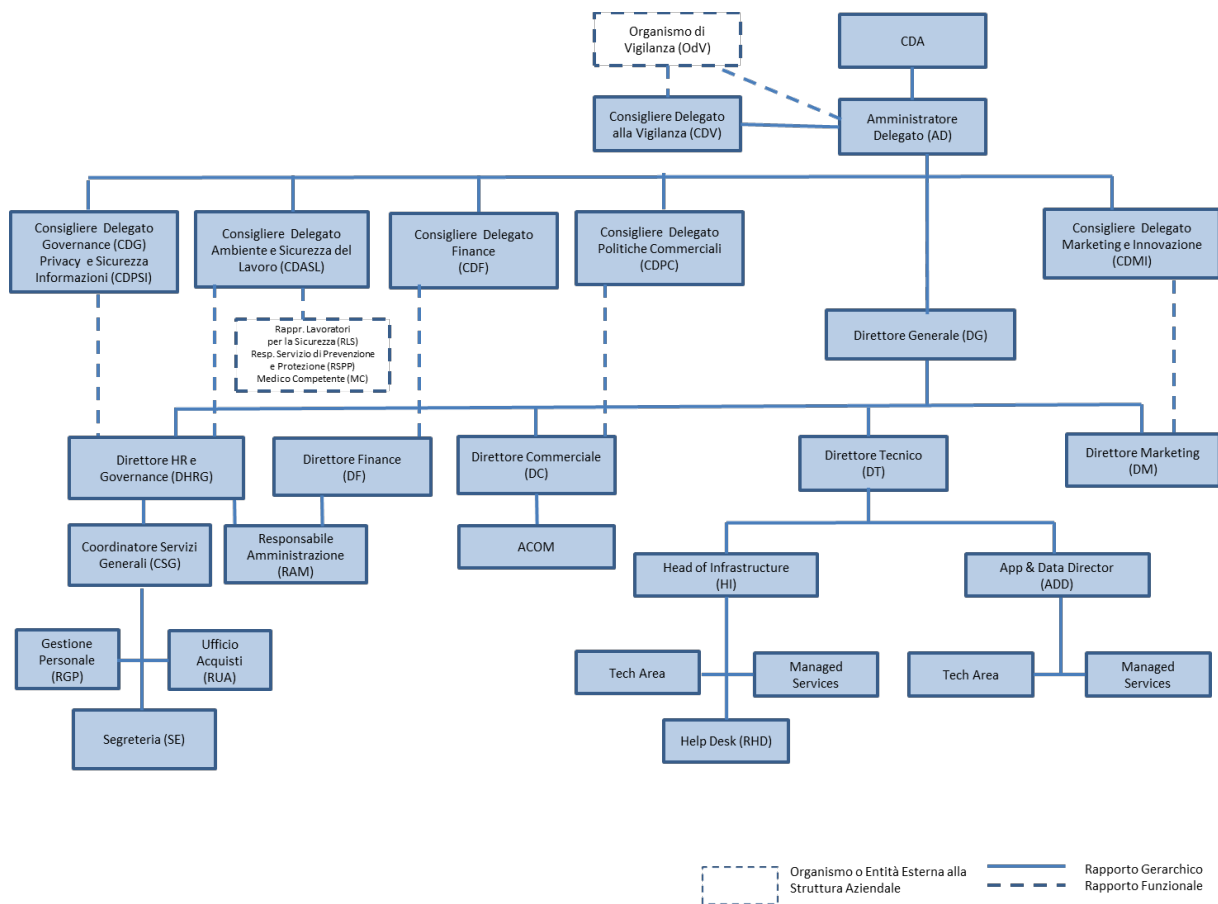 Organismo di
Vigilanza (OdV)
CDA
Consigliere Delegato
alla Vigilanza (CDV)
Amministratore
Delegato (AD)
Consigliere Delegato
Governance (CDG)
Privacy e Sicurezza
Informazioni (CDPSI)
Consigliere Delegato
Ambiente e Sicurezza del
Lavoro (CDASL)
Consigliere Delegato
Finance
(CDF)
Consigliere Delegato
Politiche Commerciali
(CDPC)
Consigliere Delegato
Marketing e Innovazione
(CDMI)
Rappr. Lavoratori
per la Sicurezza (RLS)
Resp. Servizio di Prevenzione
e Protezione (RSPP)
Medico Competente (MC)
Direttore Generale (DG)
Direttore HR e
Governance (DHRG)
Direttore Finance
(DF)
Direttore Commerciale
(DC)
Direttore Tecnico
(DT)
Direttore Marketing
(DM)
Coordinatore Servizi
Generali (CSG)
Responsabile
Amministrazione
(RAM)
ACOM
Head of Infrastructure
(HI)
App & Data Director
(ADD)
Gestione
Personale
(RGP)
Ufficio
Acquisti
(RUA)
Tech Area
Managed
Services
Tech Area
Managed
Services
Segreteria (SE)
Help Desk (RHD)
Organismo o Entità Esterna alla
Struttura Aziendale
Rapporto Gerarchico
Rapporto Funzionale